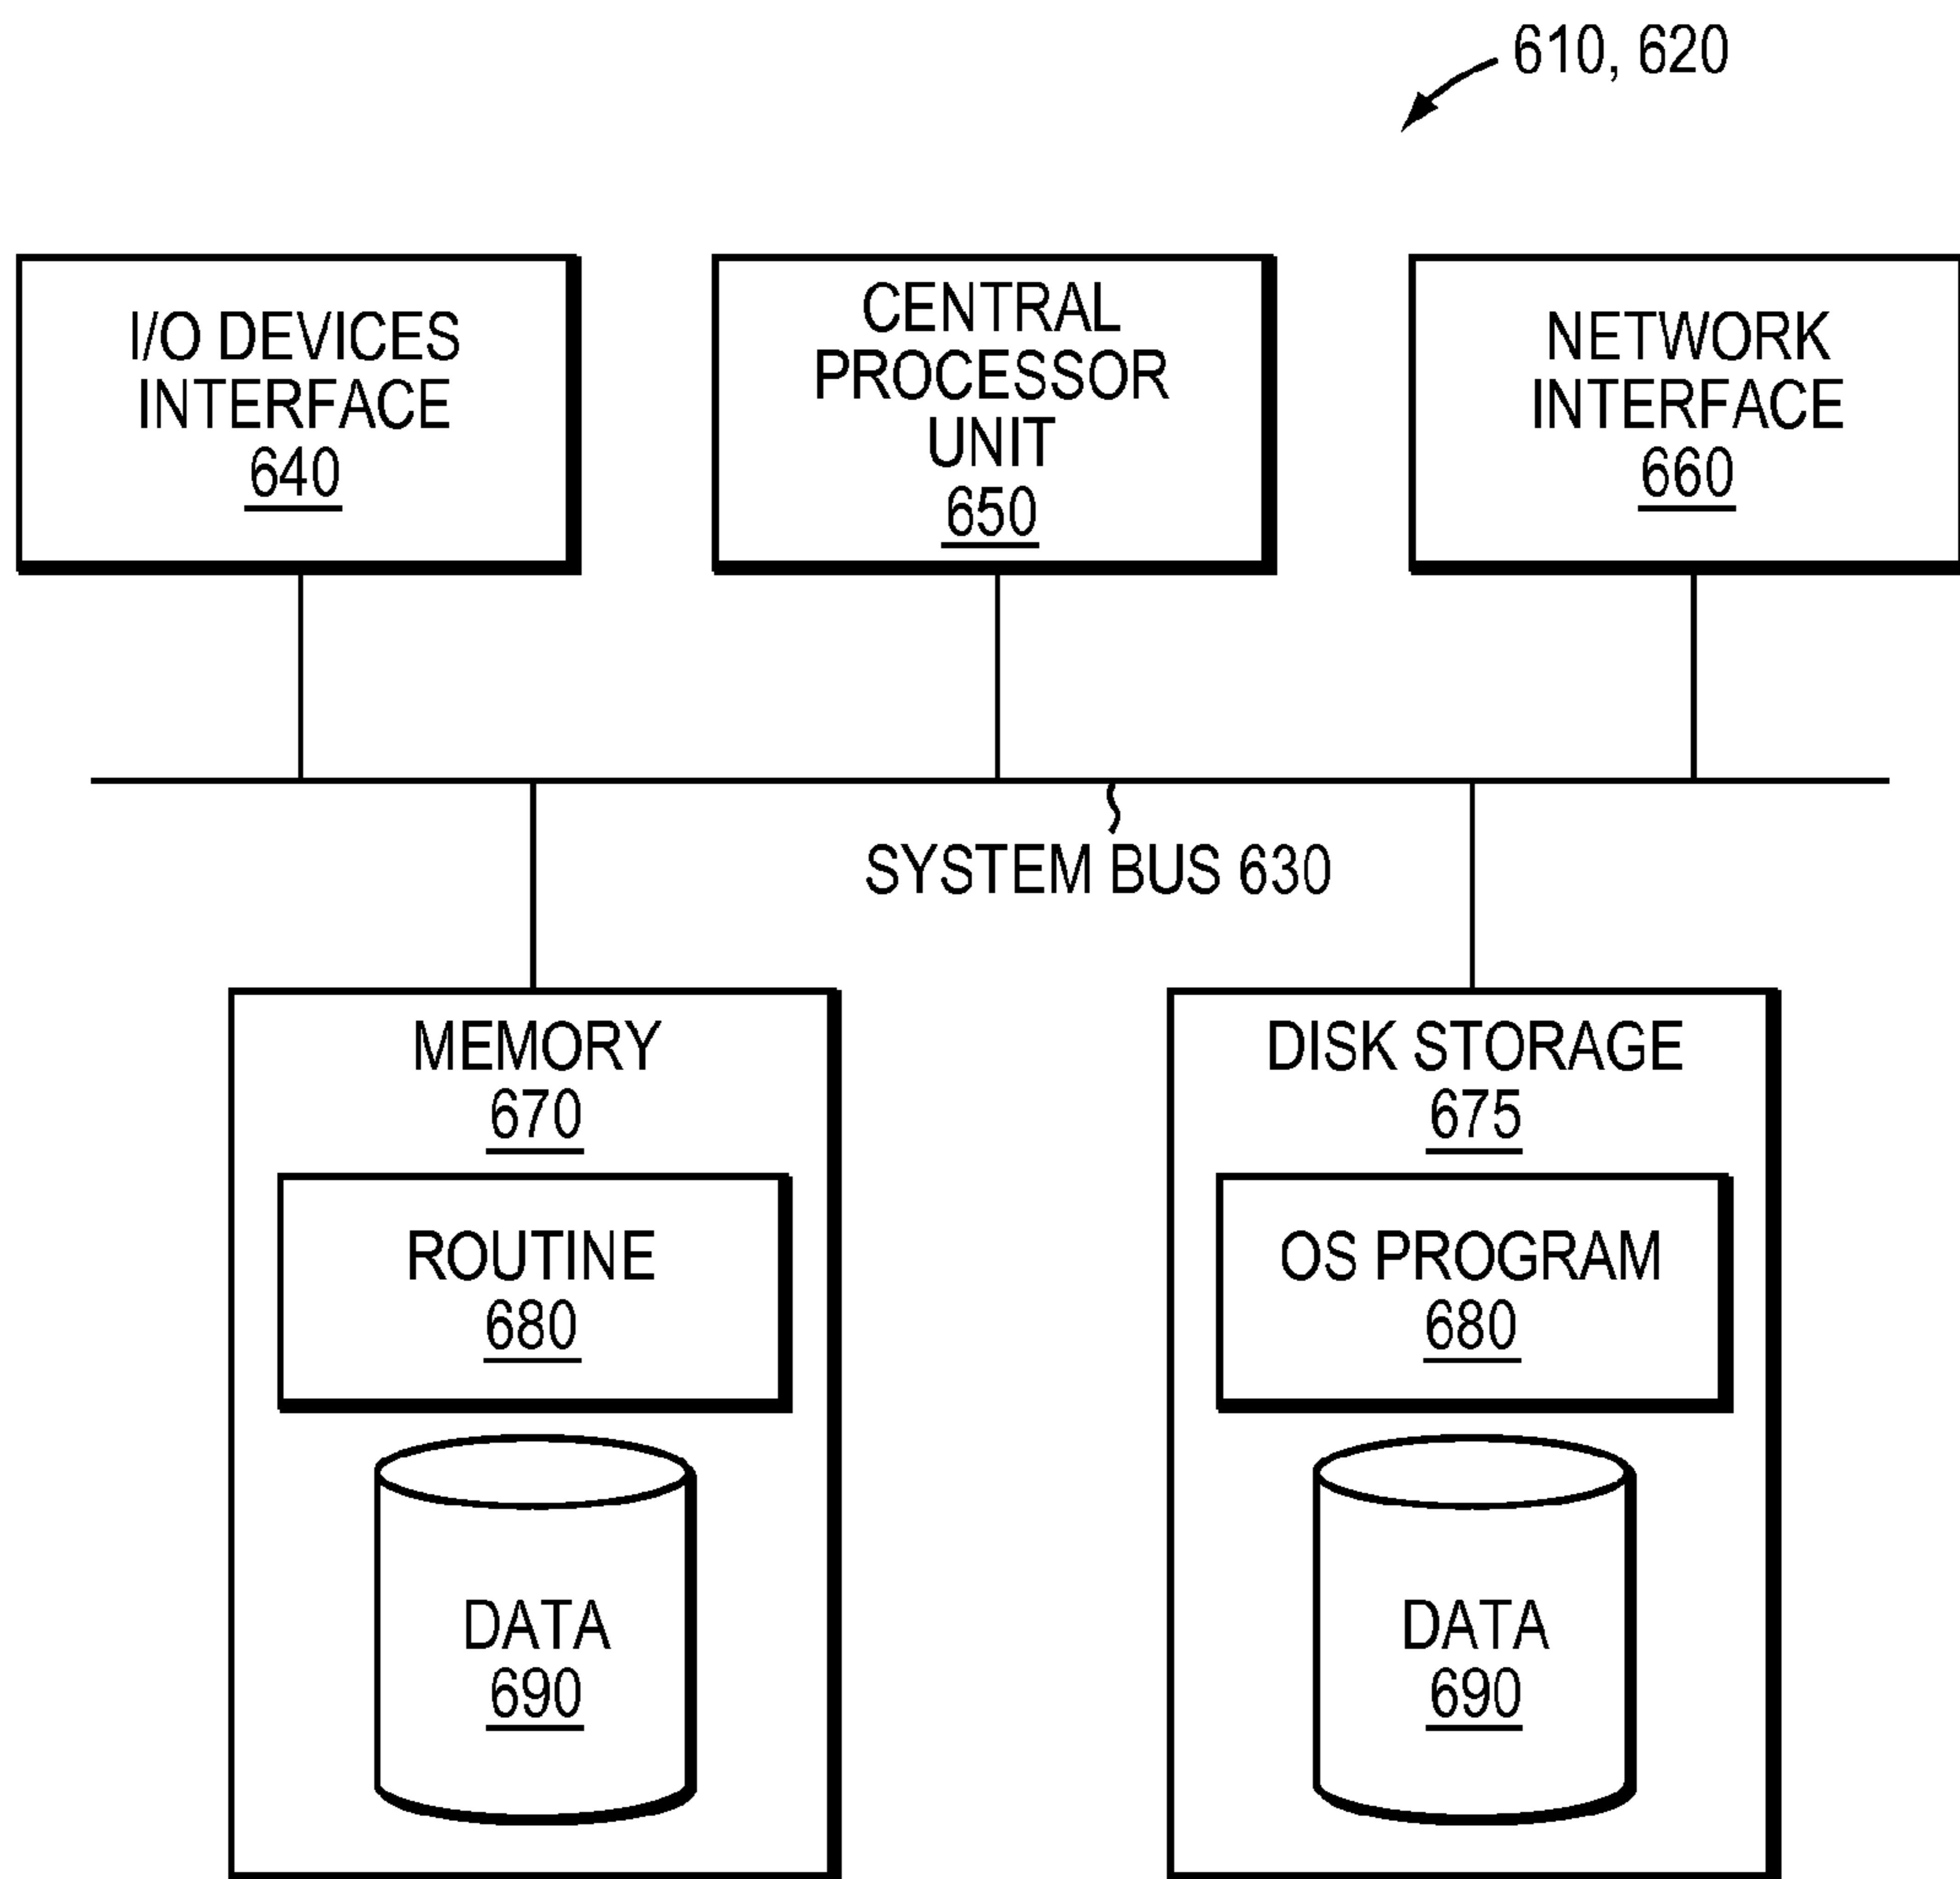 610, 620
I/O DEVICES
INTERFACE
640
CENTRAL
PROCESSOR
UNIT
650
NETWORK
INTERFACE
660
SYSTEM BUS 630
MEMORY
670
ROUTINE
680
DATA
690
DISK STORAGE
675
OS PROGRAM
680
DATA
690